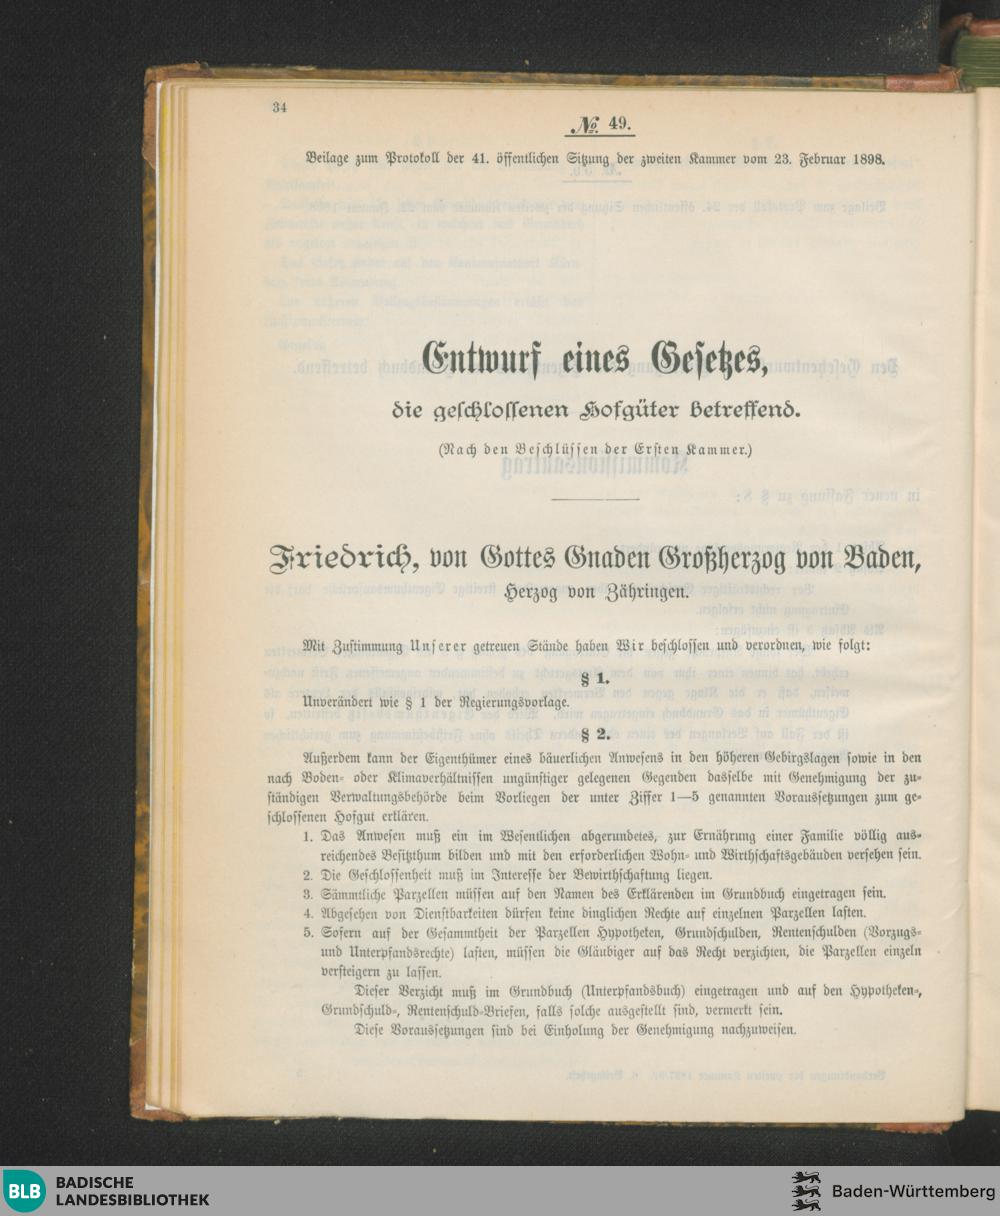 34
№ 49.
Beilage zum Protokoll der 41. öffentlichen Sitzung der zweiten Kammer vom 23. Februar 1898.
Entwurf eines Gesetzes,
die geschlossenen Hofgüter betreffend.
(Nach den Beschlüssen der Ersten Kammer.)
Friedrich, von Gottes Gnaden Großherzog von Baden,
Herzog von Zähringen.
Mit Zustimmung Unserer getreuen Stände haben Wir beschlossen und verordnen, wie folgt:
§ 1.
Unverändert wie § 1 der Regierungsvorlage.
§ 2.
Außerdem kann der Eigenthümer eines bäuerlichen Anwesens in den höheren Gebirgslagen sowie in den
nach Boden- oder Klimaverhältnissen ungünstiger gelegenen Gegenden dasselbe mit Genehmigung der zu-
ständigen Verwaltungsbehörde beim Vorliegen der unter Ziffer 1—5 genannten Voraussetzungen zum ge-
schlossenen Hofgut erklären.
1. Das Anwesen muß ein im Wesentlichen abgerundetes, zur Ernährung einer Familie völlig aus-
reichendes Besitzthum bilden und mit den erforderlichen Wohn- und Wirthschaftsgebäuden versehen sein.
2. Die Geschlossenheit muß im Interesse der Bewirthschaftung liegen.
3. Sämmtliche Parzellen müssen auf den Namen des Erklärenden im Grundbuch eingetragen sein.
4. Abgesehen von Dienstbarkeiten dürfen keine dinglichen Rechte auf einzelnen Parzellen lasten.
5. Sofern auf der Gesammtheit der Parzellen Hypotheken, Grundschulden, Rentenschulden (Vorzugs-
und Unterpfandsrechte) lasten, müssen die Gläubiger auf das Recht verzichten, die Parzellen einzeln
versteigern zu lassen.
Dieser Verzicht muß im Grundbuch (Unterpfandsbuch) eingetragen und auf den Hypotheken-,
Grundschuld-, Rentenschuld-Briefen, falls solche ausgestellt sind, vermerkt sein.
Diese Voraussetzungen sind bei Einholung der Genehmigung nachzuweisen.
BLB
BADISCHE
LANDESBIBLIOTHEK
Baden-Württemberg